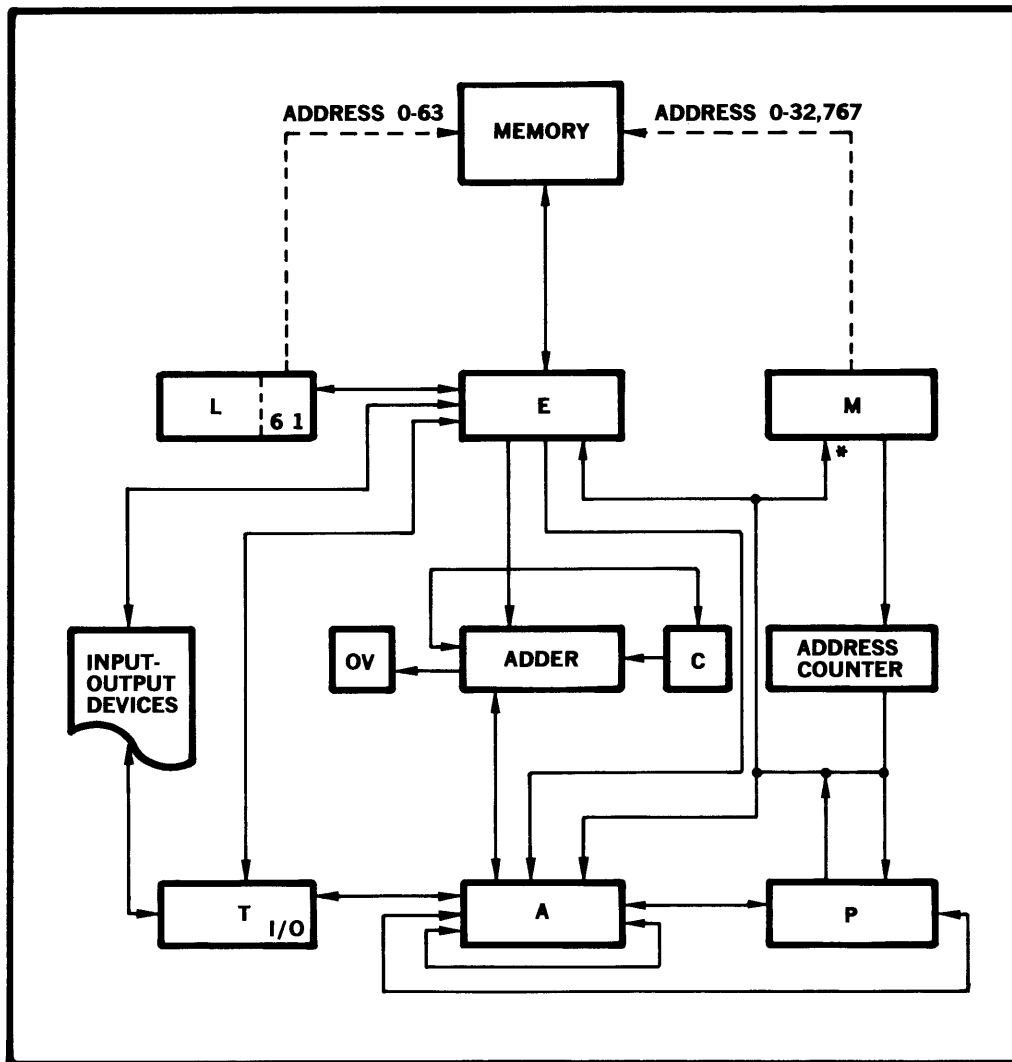 ADDRESS 0-63
MEMORY
ADDRESS 0-32,767
L
6 1
E
M
*
INPUT-
OUTPUT
DEVICES
OV
ADDER
C
ADDRESS
COUNTER
T
I/O
A
P